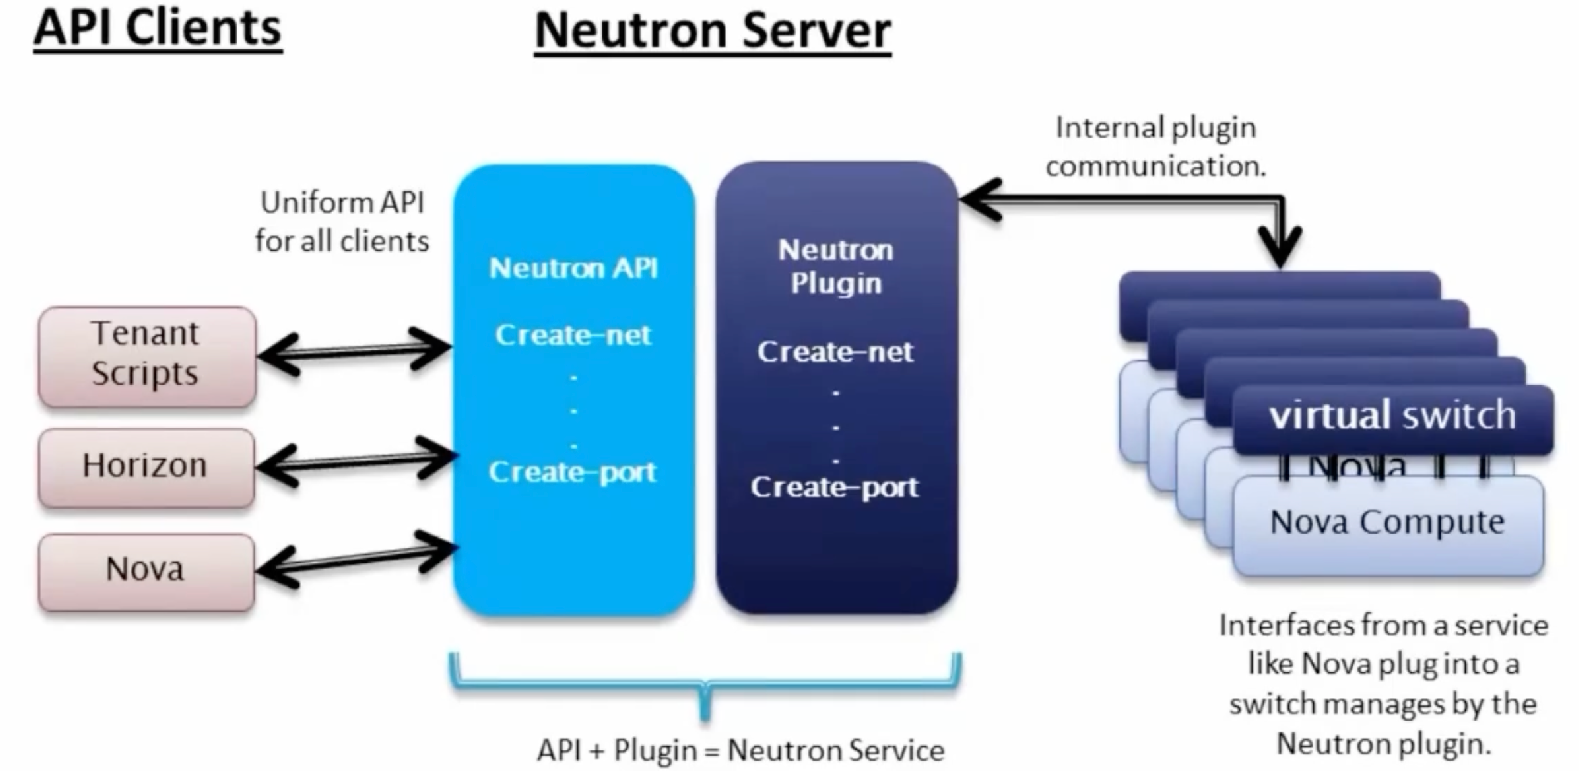 API Clients
Neutron Server
Internal plugin
communication.
Uniform API
for all clients
Neutron API
Create-net
.
.
.
Create-port
Neutron
Plugin
Create-net
.
.
.
Create-port
Tenant
Scripts
Horizon
Nova
virtual switch
Nova
Nova Compute
Interfaces from a service
like Nova plug into a
switch manages by the
Neutron plugin.
API + Plugin = Neutron Service